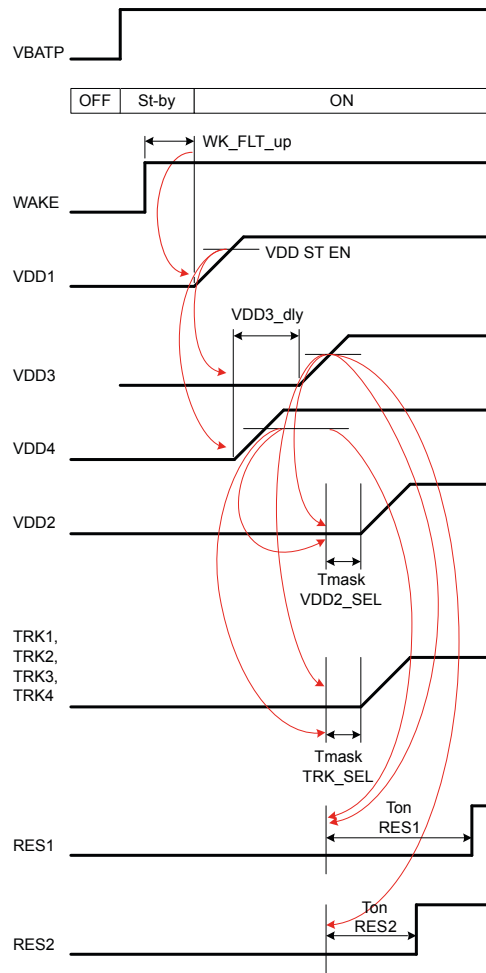 VBATP
OFF St-by ON
WK_FLT_up
WAKE
VDD ST EN
VDD1
VDD3_dly
VDD3
VDD4
VDD2
Tmask
VDD2_SEL
TRK1,
TRK2,
TRK3,
TRK4
Tmask
TRK_SEL
Ton
RES1
RES1
Ton
RES2
RES2